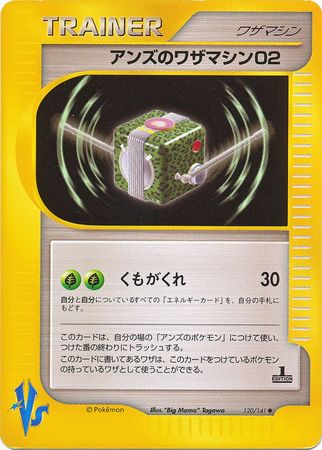 TRAINER
ワザマシン
アンズのワザマシン02
くもがくれ 30
自分と自分についているすべての「エネルギーカード」を、自分の手札に
もどす。
このカードは、自分の場の「アンズのポケモン」につけて使い、
つけた番の終わりにトラッシュする。
このカードに書いてあるワザは、このカードをつけているポケモン
の持っているワザとして使うことができる。
1
EDITION
VS
© Pokémon
Illus. "Big Mama" Tagawa
120/141 ◆